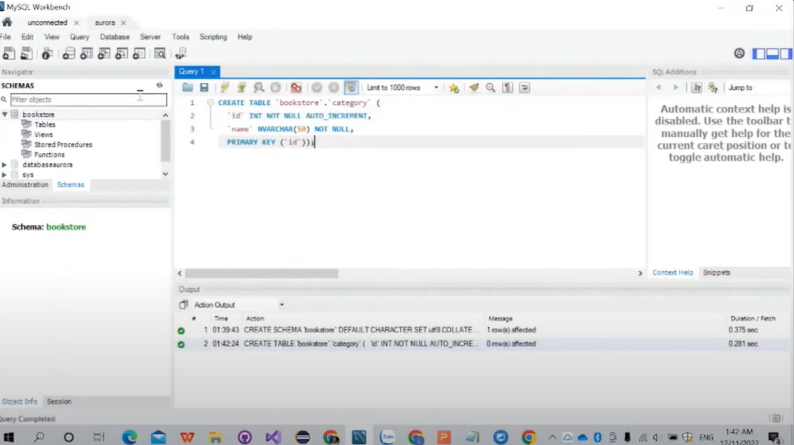 MySQL Workbench
unconnected
aurora
File Edit View Query Database Server Tools Scripting Help
Navigator
SCHEMAS
Filter objects
bookstore
Tables
Views
Stored Procedures
Functions
databaseaurora
sys
Administration Schemas
Information
Schema: bookstore
Object Info Session
Query Completed
Query 1
Limit to 1000 rows
1 CREATE TABLE `bookstore`.`category` (
2 `id` INT NOT NULL AUTO_INCREMENT,
3 `name` NVARCHAR(50) NOT NULL,
4 PRIMARY KEY (`id`));
SQLAdditions
Jump to
Automatic context help is
disabled. Use the toolbar t
manually get help for the
current caret position or to
toggle automatic help.
Context Help Snippets
Output
Action Output
# Time Action Message Duration / Fetch
1 01:39:43 CREATE SCHEMA `bookstore` DEFAULT CHARACTER SET utf8 COLLATE... 1 row(s) affected 0.375 sec
2 01:42:24 CREATE TABLE `bookstore`.`category` ( `id` INT NOT NULL AUTO_INCRE... 0 row(s) affected 0.281 sec
ENG
1:42 AM
12/11/2022